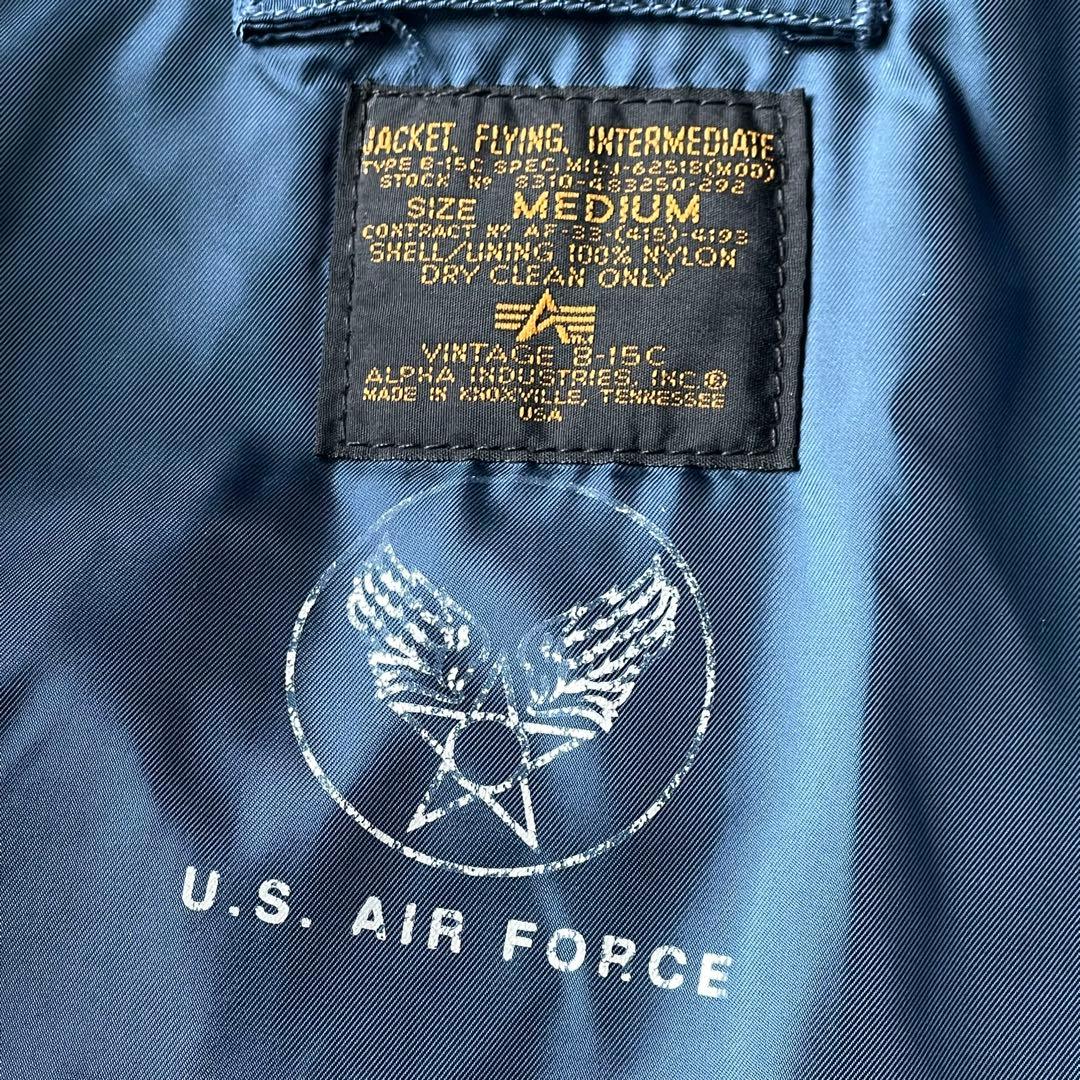 JACKET, FLYING, INTERMEDIATE
TYPE B-15C SPEC. MIL-J-6251B(MOD)
STOCK Nº 8310-483250-292
SIZE MEDIUM
CONTRACT Nº AF-33-(415)-4193
SHELL/LINING 100% NYLON
DRY CLEAN ONLY
VINTAGE B-15C
ALPHA INDUSTRIES, INC.®
MADE IN KNOXVILLE, TENNESSEE
USA
U.S. AIR FORCE